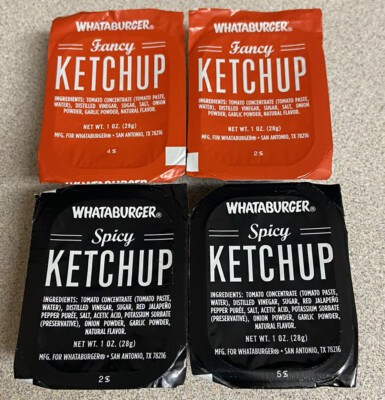 WHATABURGER®
Fancy
KETCHUP
INGREDIENTS: TOMATO CONCENTRATE (TOMATO PASTE,
WATER), DISTILLED VINEGAR, SUGAR, SALT, ONION
POWDER, GARLIC POWDER, NATURAL FLAVOR.
NET WT. 1 OZ. (28g)
MFG. FOR WHATABURGER® • SAN ANTONIO, TX 78216
4S
WHATABURGER®
Fancy
KETCHUP
INGREDIENTS: TOMATO CONCENTRATE (TOMATO PASTE,
WATER), DISTILLED VINEGAR, SUGAR, SALT, ONION
POWDER, GARLIC POWDER, NATURAL FLAVOR.
NET WT. 1 OZ. (28g)
MFG. FOR WHATABURGER® • SAN ANTONIO, TX 78216
2S
WHATABURGER®
Spicy
KETCHUP
INGREDIENTS: TOMATO CONCENTRATE (TOMATO PASTE,
WATER), DISTILLED VINEGAR, SUGAR, RED JALAPEÑO
PEPPER PURÉE, SALT, ACETIC ACID, POTASSIUM SORBATE
(PRESERVATIVE), ONION POWDER, GARLIC POWDER,
NATURAL FLAVOR.
NET WT. 1 OZ. (28g)
MFG. FOR WHATABURGER® • SAN ANTONIO, TX 78216
2S
WHATABURGER®
Spicy
KETCHUP
INGREDIENTS: TOMATO CONCENTRATE (TOMATO PASTE,
WATER), DISTILLED VINEGAR, SUGAR, RED JALAPEÑO
PEPPER PURÉE, SALT, ACETIC ACID, POTASSIUM SORBATE
(PRESERVATIVE), ONION POWDER, GARLIC POWDER,
NATURAL FLAVOR.
NET WT. 1 OZ. (28g)
MFG. FOR WHATABURGER® • SAN ANTONIO, TX 78216
5S